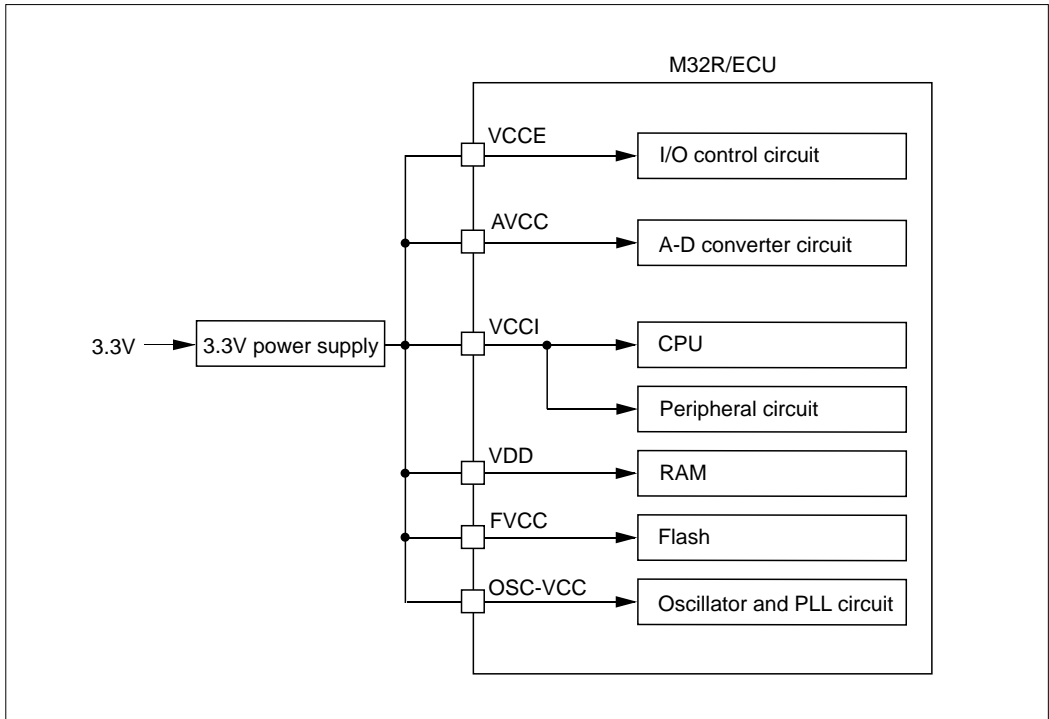 M32R/ECU
VCCE
I/O control circuit
AVCC
A-D converter circuit
3.3V
3.3V power supply
VCCI
CPU
Peripheral circuit
VDD
RAM
FVCC
Flash
OSC-VCC
Oscillator and PLL circuit